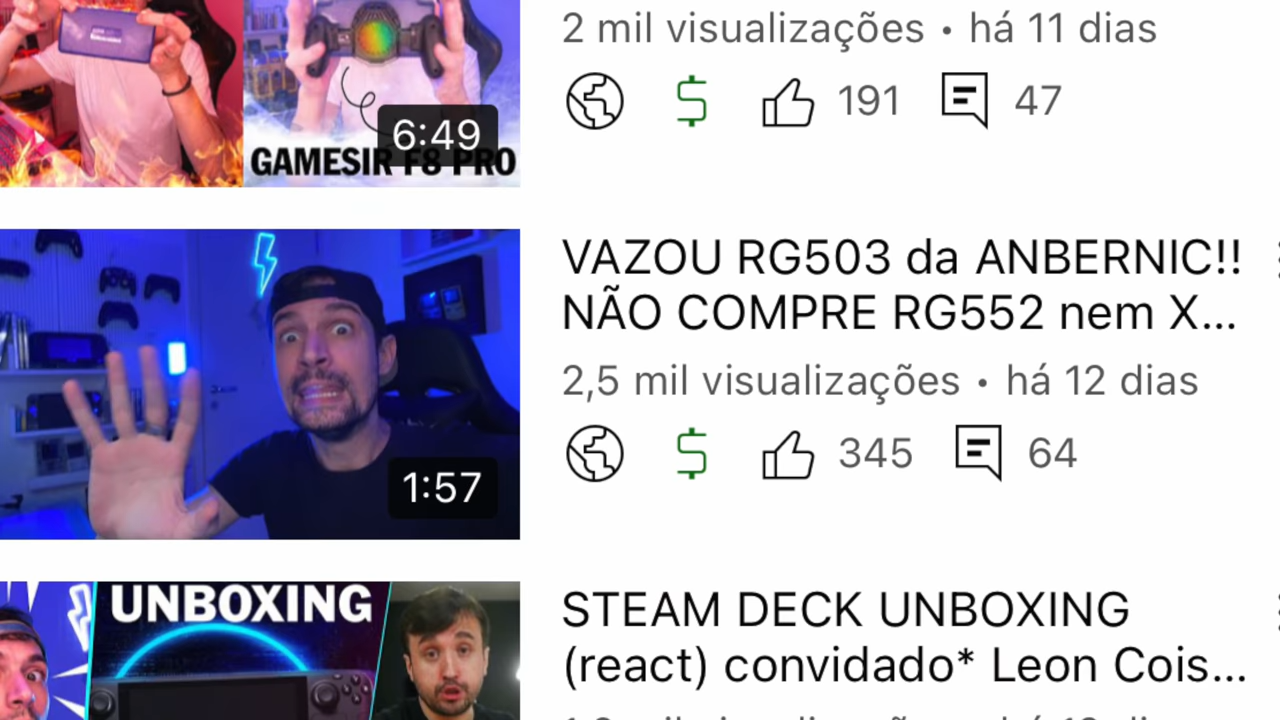 2 mil visualizações • há 11 dias
191 47
6:49
GAMESIR F8 PRO
VAZOU RG503 da ANBERNIC!!
NÃO COMPRE RG552 nem X...
2,5 mil visualizações • há 12 dias
345 64
1:57
UNBOXING
STEAM DECK UNBOXING
(react) convidado* Leon Cois...